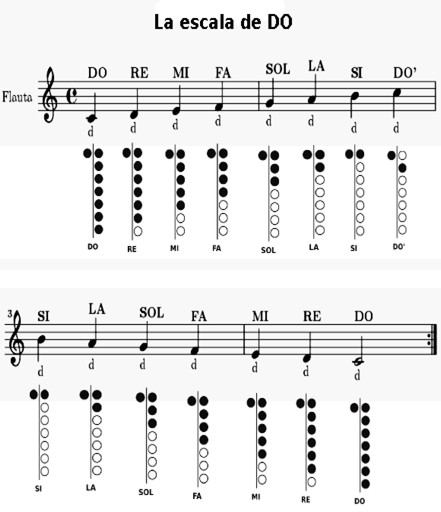 La escala de DO
DO RE MI FA SOL LA SI DO'
Flauta
d d d d d d d d
DO RE MI FA SOL LA SI DO'
3
SI LA SOL FA MI RE DO
d d d d d d d
SI LA SOL FA MI RE DO